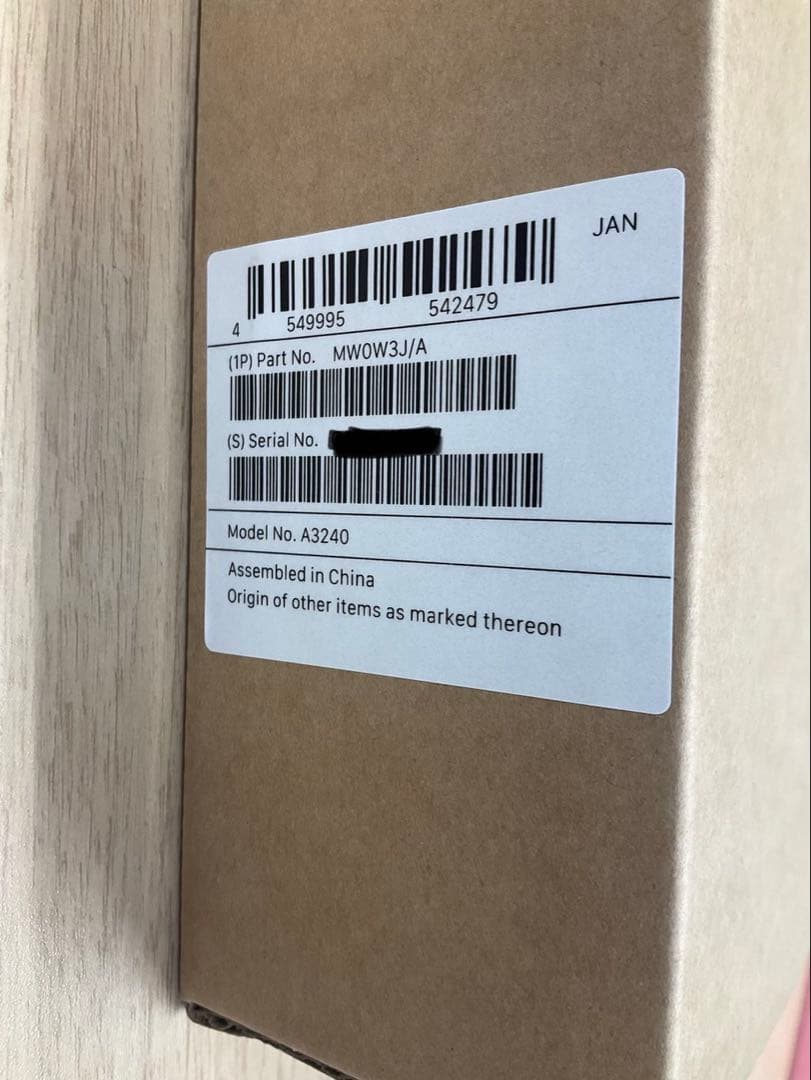 JAN
4 549995 542479
(1P) Part No. MW0W3J/A
(S) Serial No.
Model No. A3240
Assembled in China
Origin of other items as marked thereon